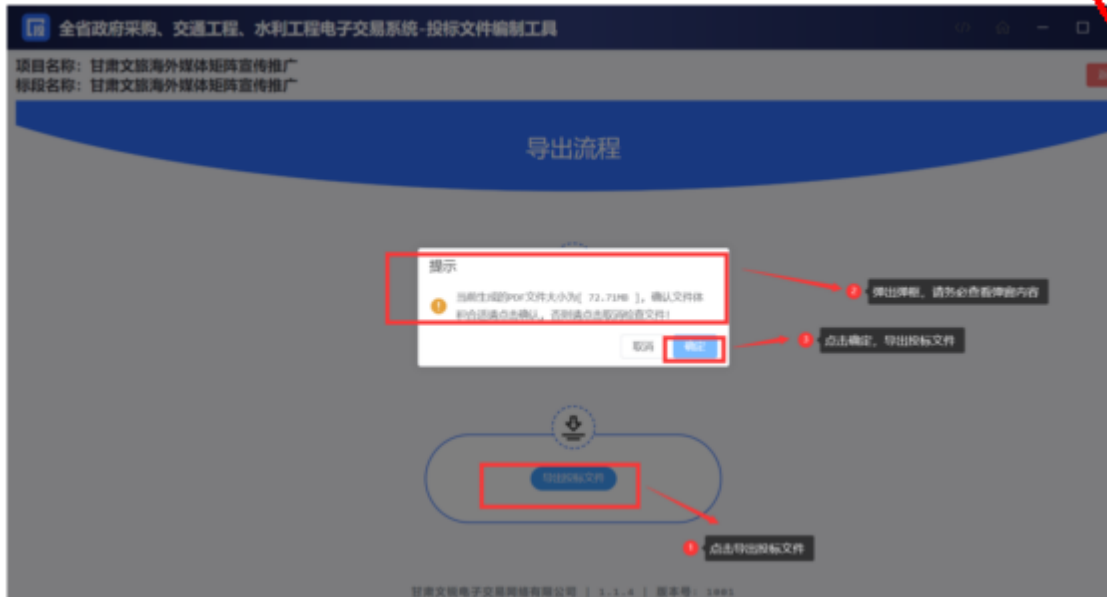 投
全省政府采购、交通工程、水利工程电子交易系统-投标文件编制工具
项目名称：甘肃文旅海外媒体矩阵宣传推广
标段名称：甘肃文旅海外媒体矩阵宣传推广
导出流程
提示
当前生成的PDF文件大小为[ 72.71MB ]，确认文件体
积合适请点击确认，否则请点击取消检查文件!
取消
确定
2 弹出弹框，请务必查看弹窗内容
3 点击确定，导出投标文件
导出投标文件
1 点击导出投标文件
电子交易网络有限公司 | 1.1.4 | 版本号: 1001